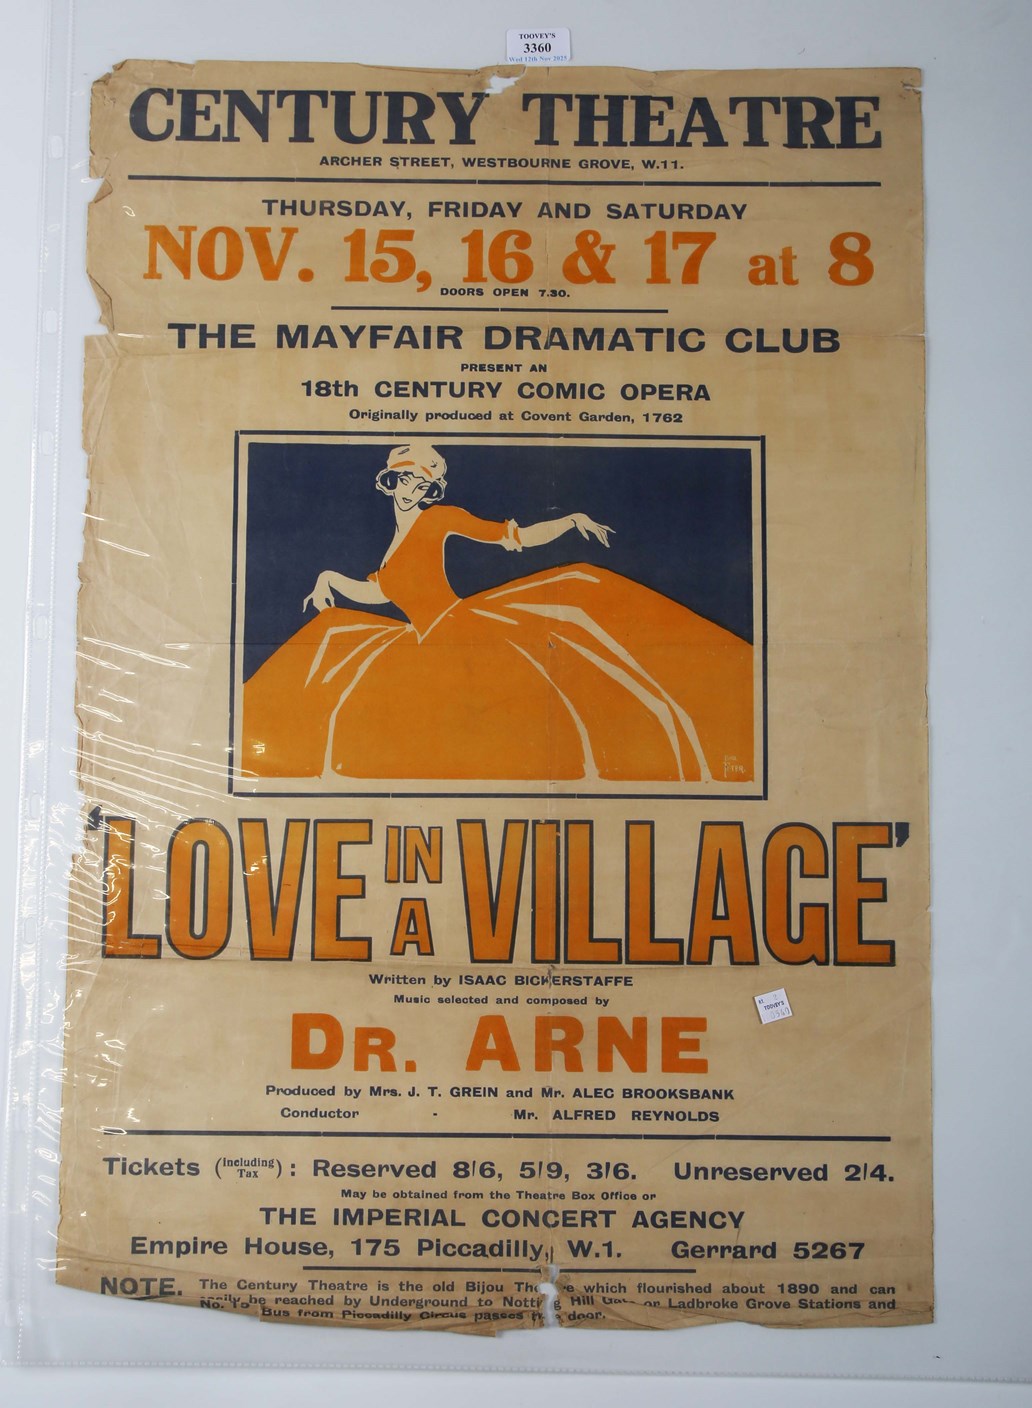 TOOVEY'S
3360
Wed 12th Nov 2025
CENTURY THEATRE
ARCHER STREET, WESTBOURNE GROVE, W.11.
THURSDAY, FRIDAY AND SATURDAY
NOV. 15, 16 & 17 at 8
DOORS OPEN 7.30.
THE MAYFAIR DRAMATIC CLUB
PRESENT AN
18th CENTURY COMIC OPERA
Originally produced at Covent Garden, 1762
'LOVE IN A VILLAGE'
Written by ISAAC BICKERSTAFFE
Music selected and composed by
DR. ARNE
Produced by Mrs. J. T. GREIN and Mr. ALEC BROOKSBANK
Conductor - Mr. ALFRED REYNOLDS
TOOVEY'S
Tickets (including Tax): Reserved 8/6, 5/9, 3/6. Unreserved 2/4.
May be obtained from the Theatre Box Office or
THE IMPERIAL CONCERT AGENCY
Empire House, 175 Piccadilly, W.1. Gerrard 5267
NOTE. The Century Theatre is the old Bijou which flourished about 1890 and can
be reached by Underground to Hill or Ladbroke Grove Stations and
No. Bus from Piccadilly Circus passes door.